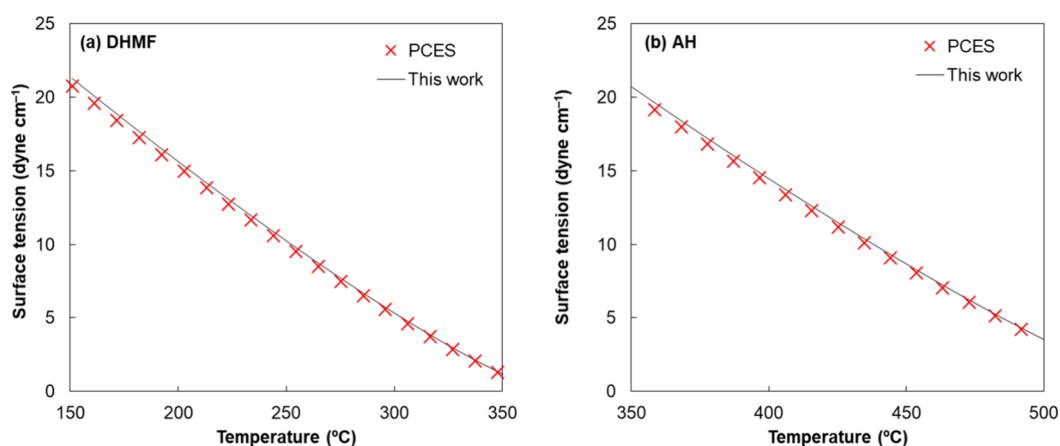 (a) DHMF
PCES
This work
Surface tension (dyne cm⁻¹)
25
20
15
10
5
0
150 200 250 300 350
Temperature (ºC)
(b) AH
PCES
This work
Surface tension (dyne cm⁻¹)
25
20
15
10
5
0
350 400 450 500
Temperature (ºC)